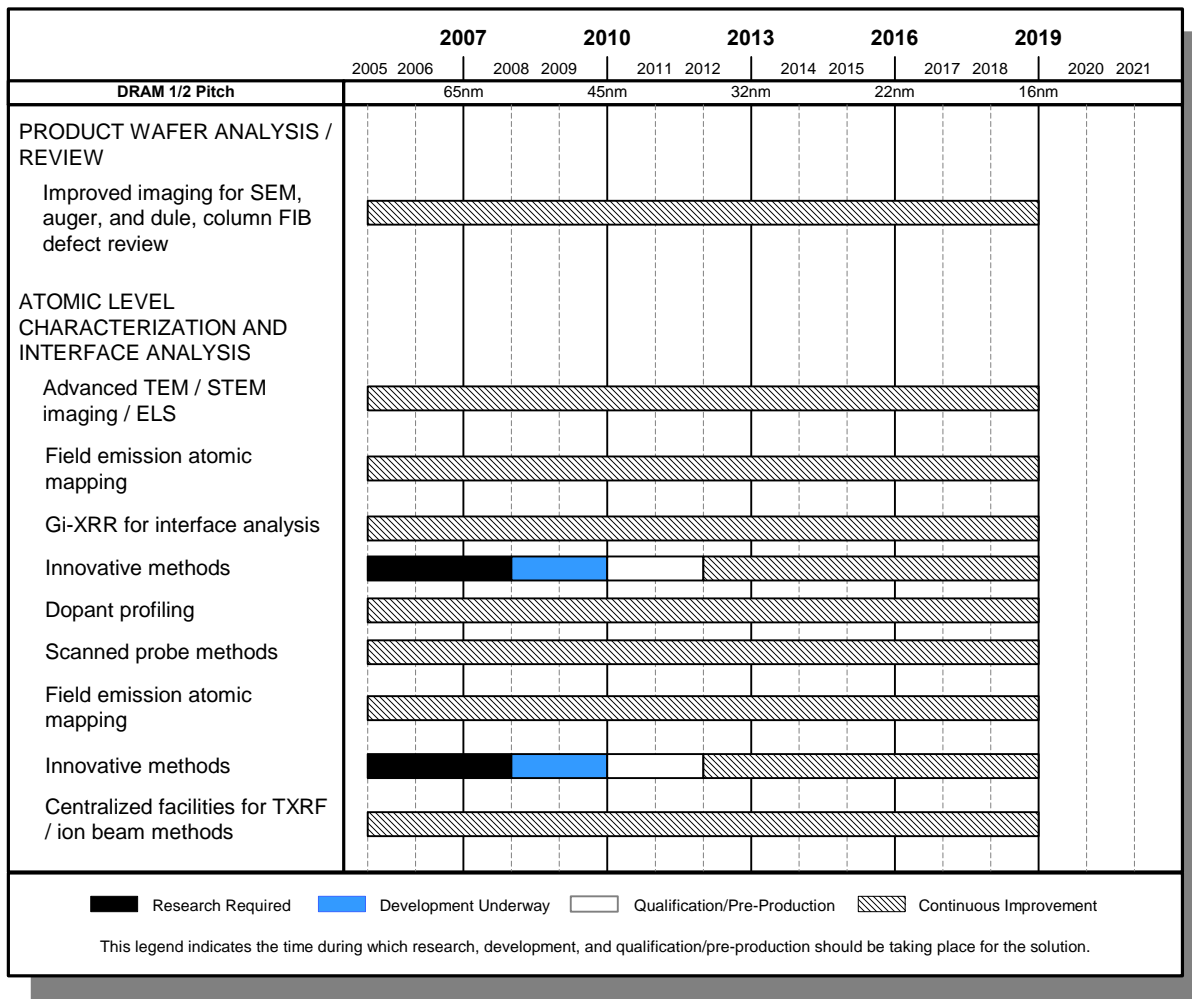 2007 2010 2013 2016 2019
2005 2006 2008 2009 2011 2012 2014 2015 2017 2018 2020 2021
DRAM 1/2 Pitch 65nm 45nm 32nm 22nm 16nm
PRODUCT WAFER ANALYSIS /
REVIEW
Improved imaging for SEM,
auger, and dule, column FIB
defect review
ATOMIC LEVEL
CHARACTERIZATION AND
INTERFACE ANALYSIS
Advanced TEM / STEM
imaging / ELS
Field emission atomic
mapping
Gi-XRR for interface analysis
Innovative methods
Dopant profiling
Scanned probe methods
Field emission atomic
mapping
Innovative methods
Centralized facilities for TXRF
/ ion beam methods
Research Required Development Underway Qualification/Pre-Production Continuous Improvement
This legend indicates the time during which research, development, and qualification/pre-production should be taking place for the solution.